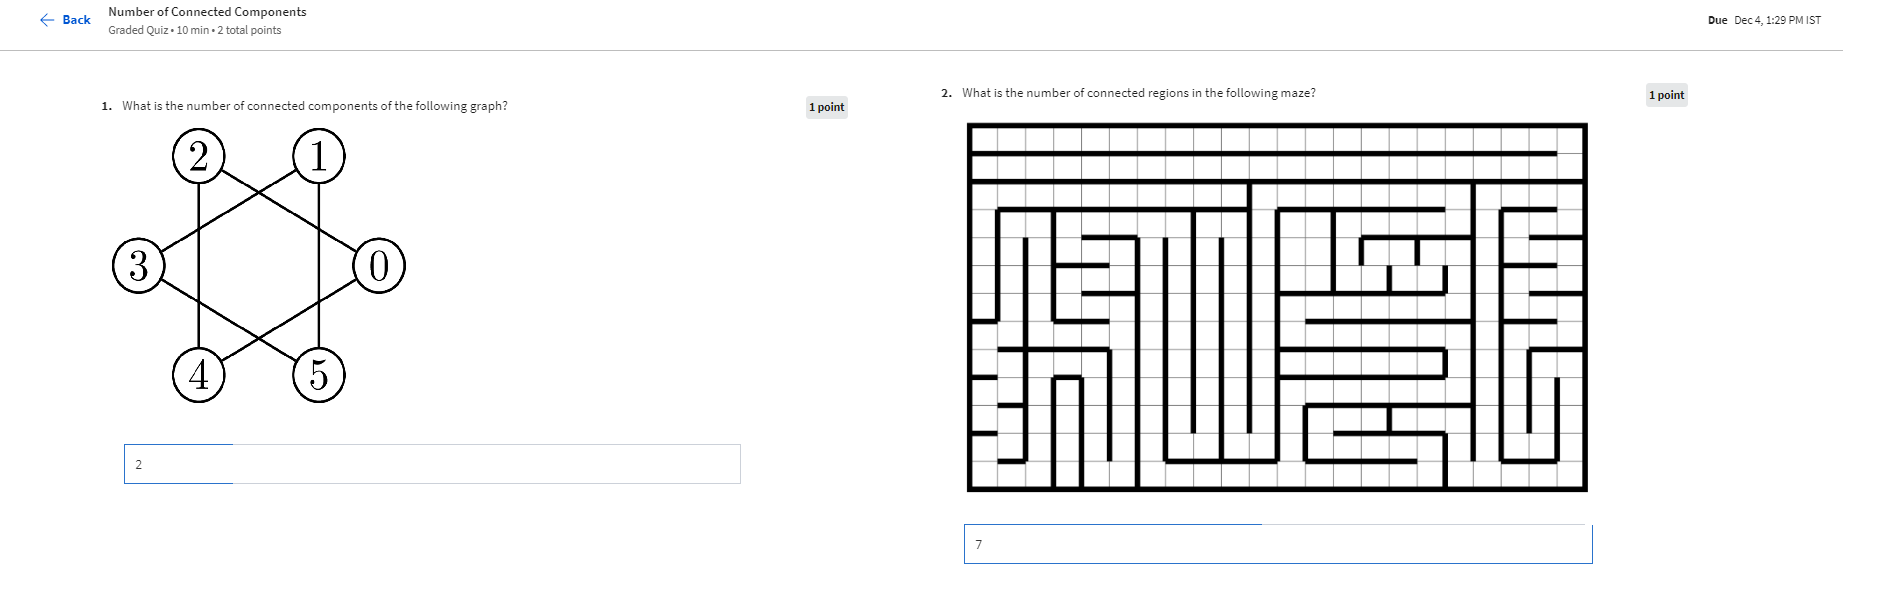 Back
Number of Connected Components
Graded Quiz • 10 min • 2 total points
Due Dec 4, 1:29 PM IST
1. What is the number of connected components of the following graph?
1 point
2
1
3
0
4
5
2
2. What is the number of connected regions in the following maze?
1 point
7